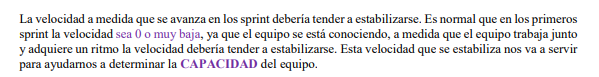 La velocidad a medida que se avanza en los sprint debería tender a estabilizarse. Es normal que en los primeros
sprint la velocidad sea 0 o muy baja, ya que el equipo se está conociendo, a medida que el equipo trabaja junto
y adquiere un ritmo la velocidad debería tender a estabilizarse. Esta velocidad que se estabiliza nos va a servir
para ayudarnos a determinar la CAPACIDAD del equipo.